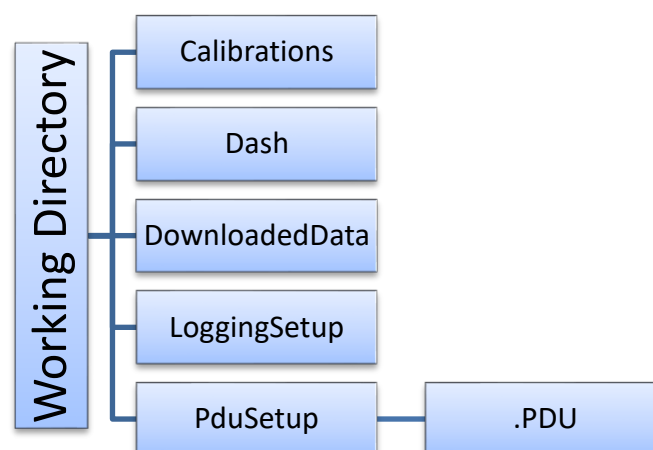 Working Directory
Calibrations
Dash
DownloadedData
LoggingSetup
PduSetup
.PDU